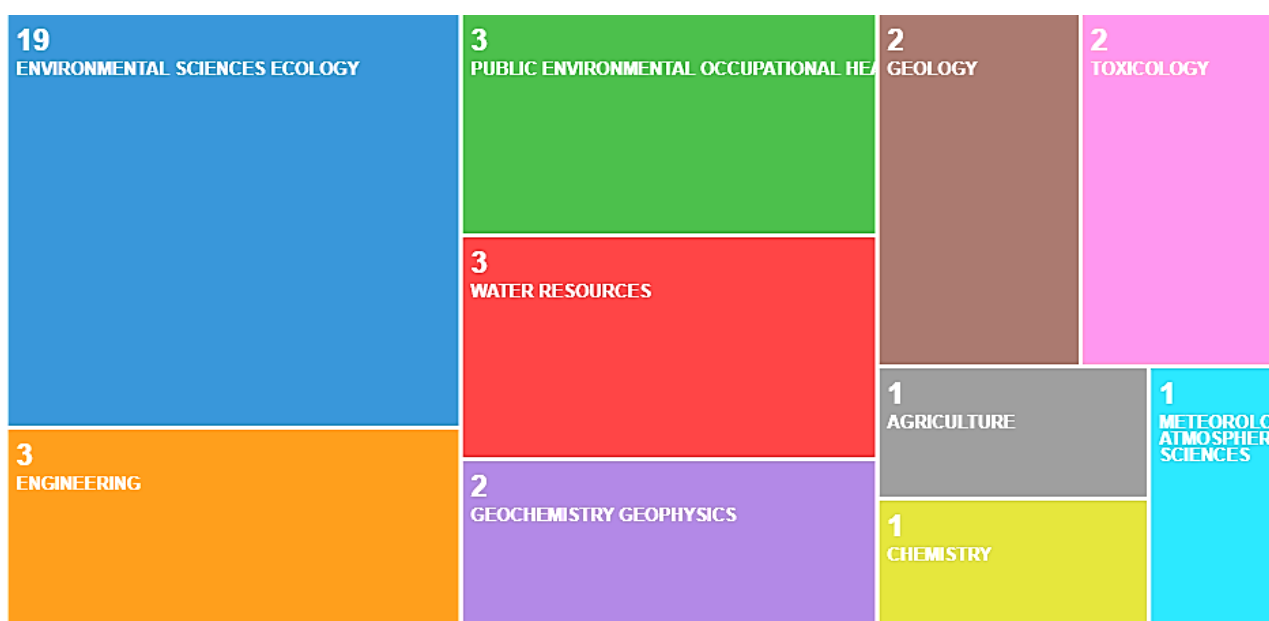 19
ENVIRONMENTAL SCIENCES ECOLOGY
3
ENGINEERING
3
PUBLIC ENVIRONMENTAL OCCUPATIONAL HEA
3
WATER RESOURCES
2
GEOCHEMISTRY GEOPHYSICS
2
GEOLOGY
2
TOXICOLOGY
1
AGRICULTURE
1
CHEMISTRY
1
METEOROLO
ATMOSPHER
SCIENCES